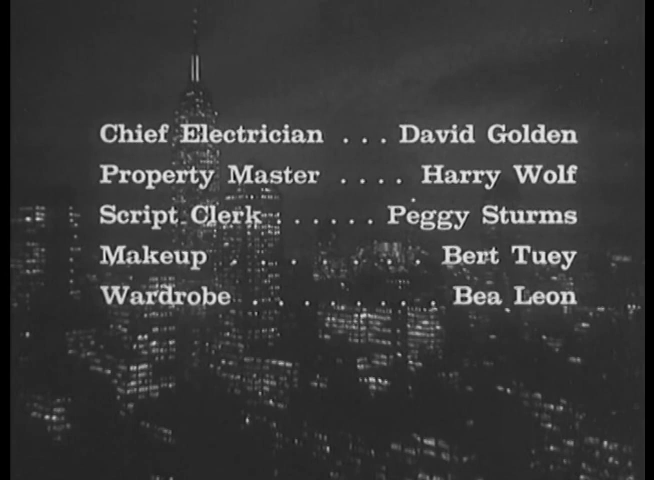 Chief Electrician . . . David Golden
Property Master . . . . Harry Wolf
Script Clerk . . . . . . Peggy Sturms
Makeup . . . . . . . Bert Tuey
Wardrobe . . . . . . . . Bea Leon